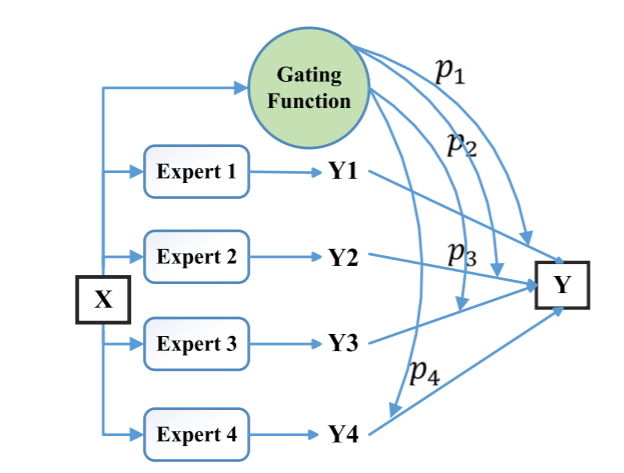 Gating
Function
p₁
p₂
Expert 1
Y1
Expert 2
Y2
p₃
X
Y
Expert 3
Y3
p₄
Expert 4
Y4